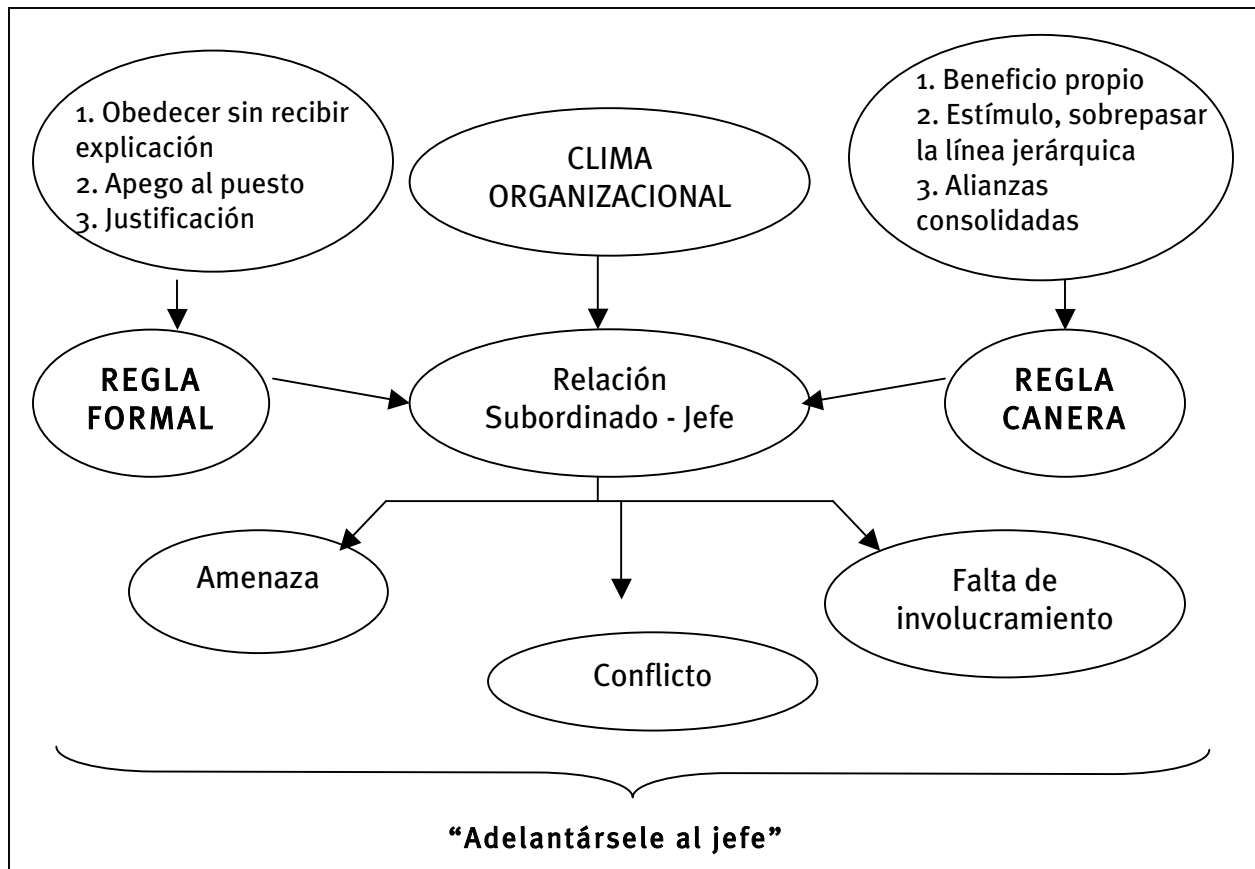 1. Obedecer sin recibir
explicación
2. Apego al puesto
3. Justificación
CLIMA
ORGANIZACIONAL
1. Beneficio propio
2. Estímulo, sobrepasar
la línea jerárquica
3. Alianzas
consolidadas
REGLA
FORMAL
Relación
Subordinado - Jefe
REGLA
CANERA
Amenaza
Conflicto
Falta de
involucramiento
“Adelantársele al jefe”